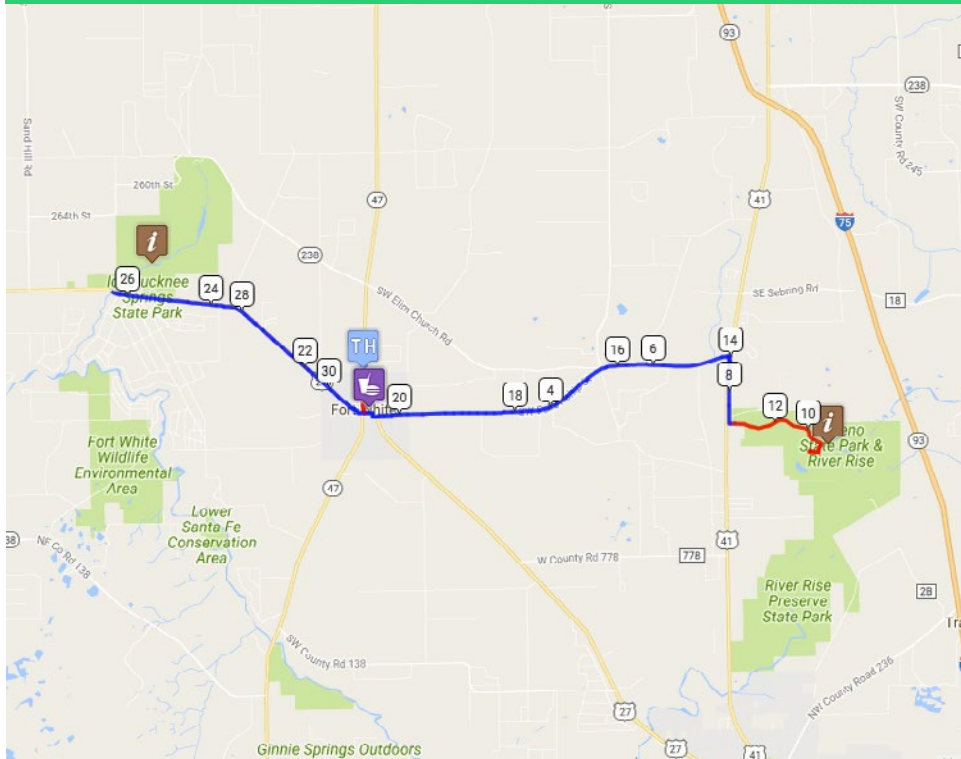 93
238
SW County Rd 245
Sand Hill Rd
260th St
47
41
264th St
75
i
238
26
Springs
State Park
24
28
SE Sebring Rd
18
SW Elim Church Rd
TH
14
22
16
6
30
8
20
18
4
12
10
i
State Park &
River Rise
Fort White
Wildlife
Environmental
Area
93
47
Lower
Santa Fe
Conservation
Area
38
NF Co Rd 138
41
W County Rd 778
778
River Rise
Preserve
State Park
28
Tra
SW County Rd 138
NW County Road 236
27
27
41
Ginnie Springs Outdoors